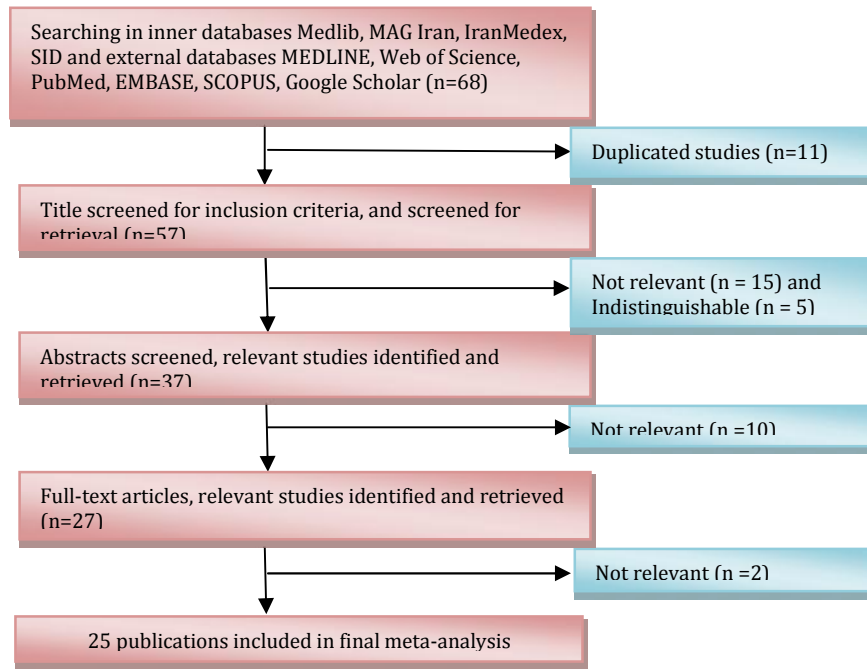 Searching in inner databases Medlib, MAG Iran, IranMedex,
SID and external databases MEDLINE, Web of Science,
PubMed, EMBASE, SCOPUS, Google Scholar (n=68)
Duplicated studies (n=11)
Title screened for inclusion criteria, and screened for
retrieval (n=57)
Not relevant (n = 15) and
Indistinguishable (n = 5)
Abstracts screened, relevant studies identified and
retrieved (n=37)
Not relevant (n =10)
Full-text articles, relevant studies identified and retrieved
(n=27)
Not relevant (n =2)
25 publications included in final meta-analysis